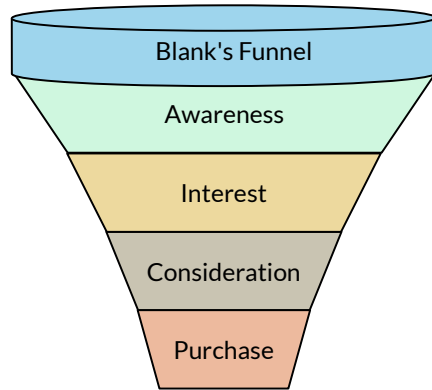 Blank's Funnel
Awareness
Interest
Consideration
Purchase